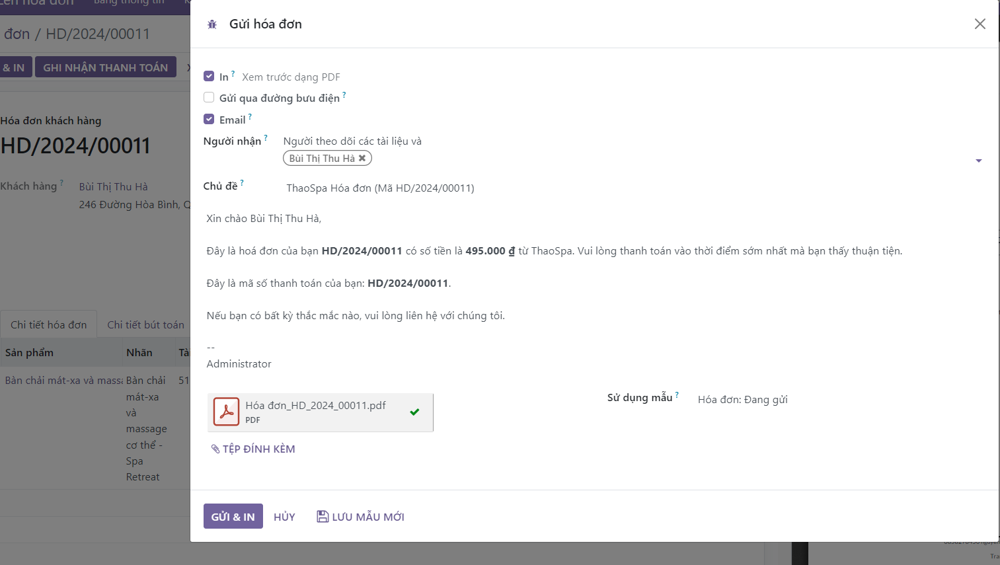 Lên hóa đơn Bảng thông tin
Gửi hóa đơn
đơn / HD/2024/00011
& IN GHI NHẬN THANH TOÁN
In ? Xem trước dạng PDF
Gửi qua đường bưu điện ?
Email ?
Hóa đơn khách hàng
HD/2024/00011
Người nhận ? Người theo dõi các tài liệu và
Bùi Thị Thu Hà ✖
Khách hàng ? Bùi Thị Thu Hà
246 Đường Hòa Bình, Q
Chủ đề ? ThaoSpa Hóa đơn (Mã HD/2024/00011)
Xin chào Bùi Thị Thu Hà,
Đây là hoá đơn của bạn HD/2024/00011 có số tiền là 495.000 ₫ từ ThaoSpa. Vui lòng thanh toán vào thời điểm sớm nhất mà bạn thấy thuận tiện.
Đây là mã số thanh toán của bạn: HD/2024/00011.
Nếu bạn có bất kỳ thắc mắc nào, vui lòng liên hệ với chúng tôi.
--
Administrator
Chi tiết hóa đơn Chi tiết bút toán
Sản phẩm Nhãn Tài
Bàn chải mát-xa và massa Bàn chải 51
mát-xa
và
massage
cơ thể -
Spa
Retreat
Hóa đơn_HD_2024_00011.pdf
PDF
Sử dụng mẫu ? Hóa đơn: Đang gửi
TỆP ĐÍNH KÈM
GỬI & IN HỦY LƯU MẪU MỚI